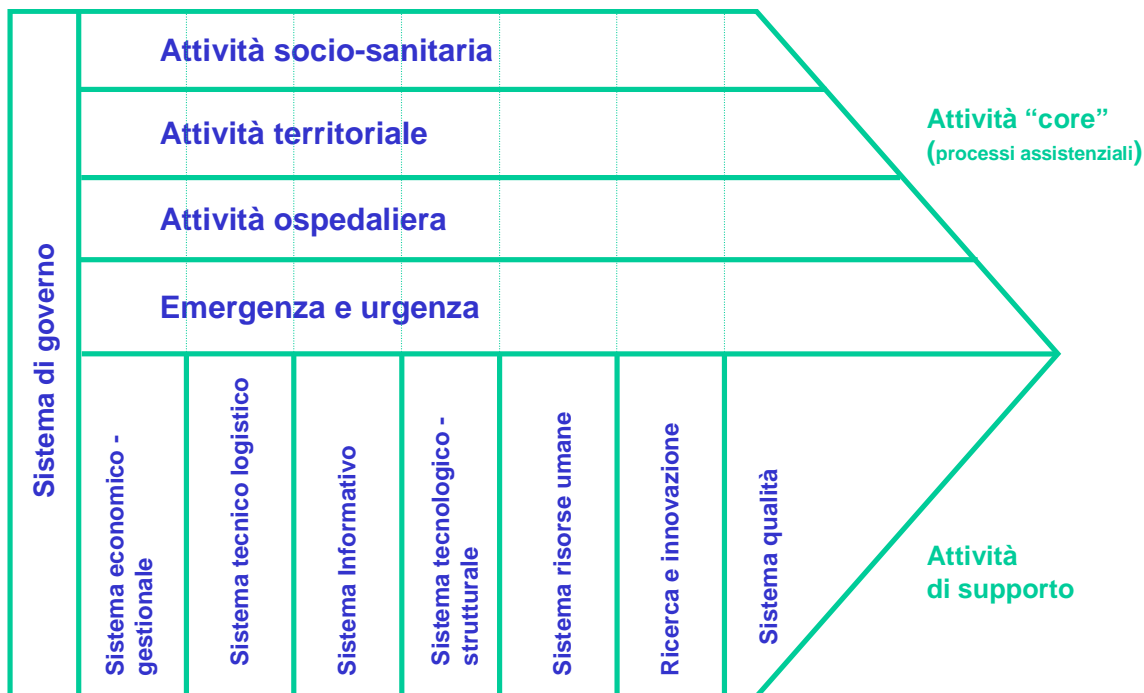 Attività socio-sanitaria
Attività territoriale
Attività ospedaliera
Emergenza e urgenza
Attività “core”
(processi assistenziali)
Sistema di governo
Sistema economico -
gestionale
Sistema tecnico logistico
Sistema Informativo
Sistema tecnologico -
strutturale
Sistema risorse umane
Ricerca e innovazione
Sistema qualità
Attività
di supporto